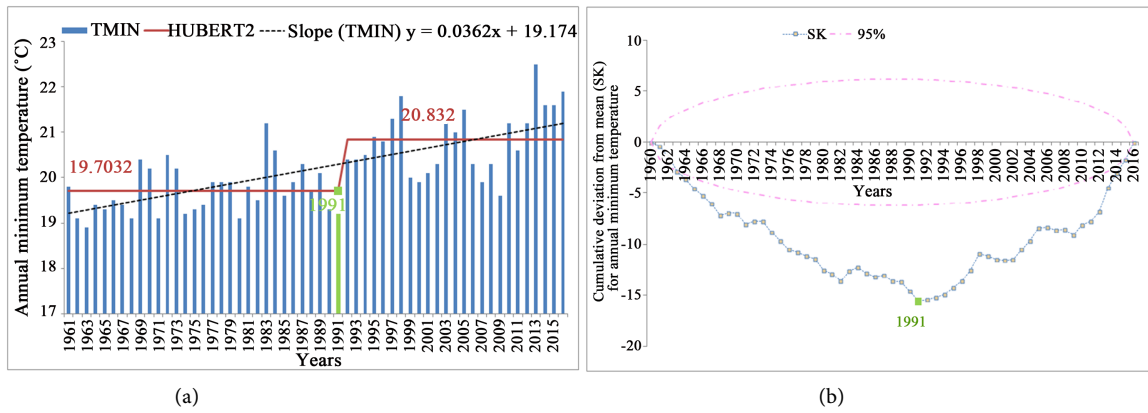 TMIN HUBERT2 Slope (TMIN) y = 0.0362x + 19.174
Annual minimum temperature (˚C)
23
22
21
20
19
18
17
19.7032
20.832
1991
1961 1963 1965 1967 1969 1971 1973 1975 1977 1979 1981 1983 1985 1987 1989 1991 1993 1995 1997 1999 2001 2003 2005 2007 2009 2011 2013 2015
Years
(a)
SK 95%
Cumulative deviation from mean (SK)
for annual minimum temperature
10
5
0
−5
−10
−15
−20
1960 1962 1964 1966 1968 1970 1972 1974 1976 1978 1980 1982 1984 1986 1988 1990 1992 1994 1996 1998 2000 2002 2004 2006 2008 2010 2012 2014 2016
Years
1991
(b)